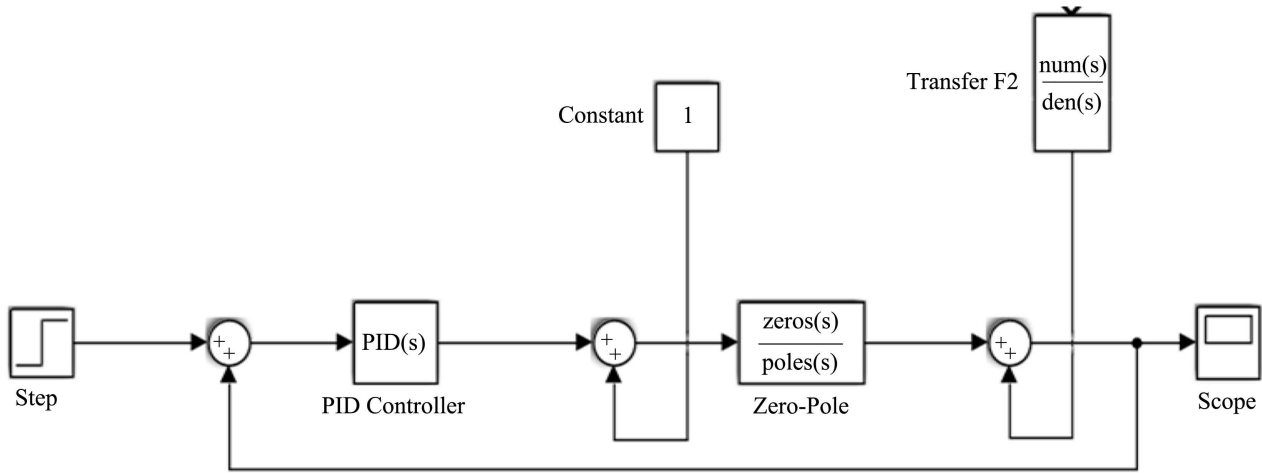 Transfer F2
num(s)
den(s)
Constant
1
+
+
PID(s)
+
+
zeros(s)
poles(s)
+
+
Step
PID Controller
Zero-Pole
Scope